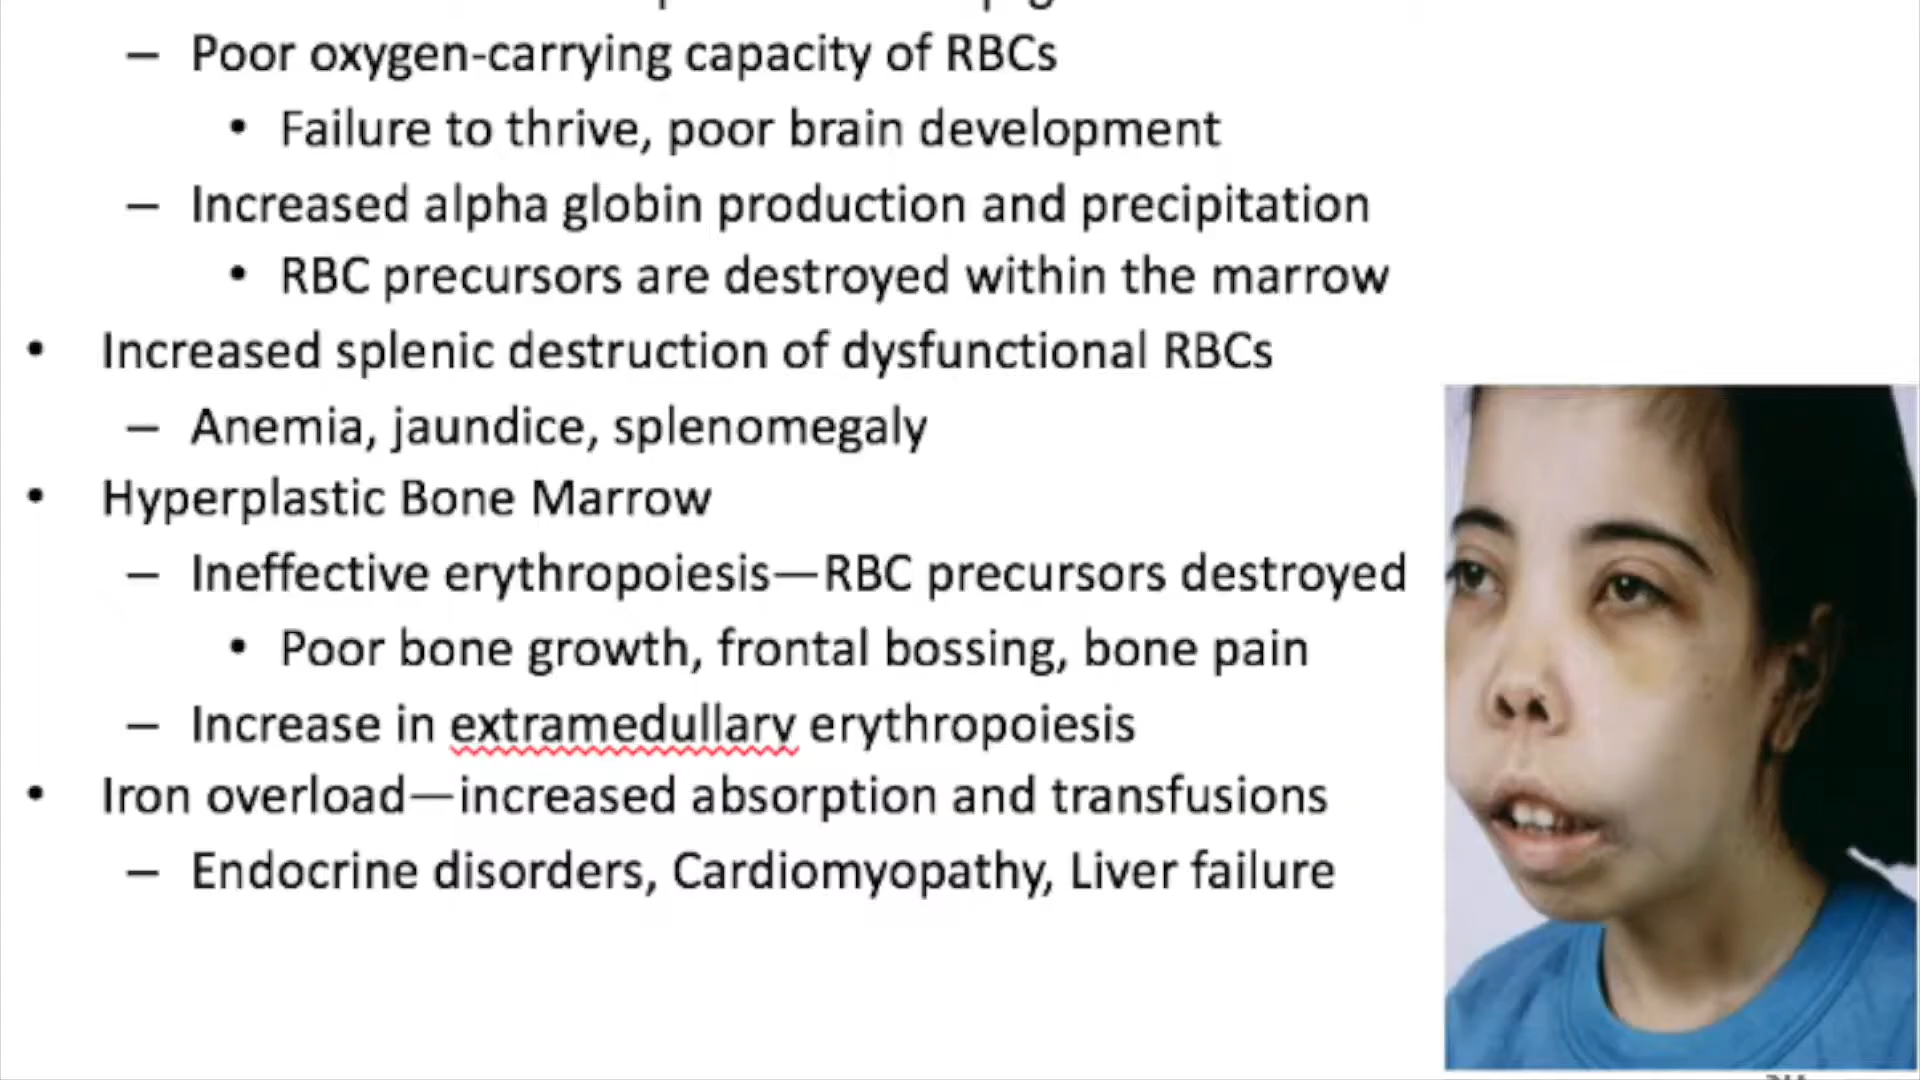 – Poor oxygen-carrying capacity of RBCs
• Failure to thrive, poor brain development
– Increased alpha globin production and precipitation
• RBC precursors are destroyed within the marrow
• Increased splenic destruction of dysfunctional RBCs
– Anemia, jaundice, splenomegaly
• Hyperplastic Bone Marrow
– Ineffective erythropoiesis—RBC precursors destroyed
• Poor bone growth, frontal bossing, bone pain
– Increase in extramedullary erythropoiesis
• Iron overload—increased absorption and transfusions
– Endocrine disorders, Cardiomyopathy, Liver failure